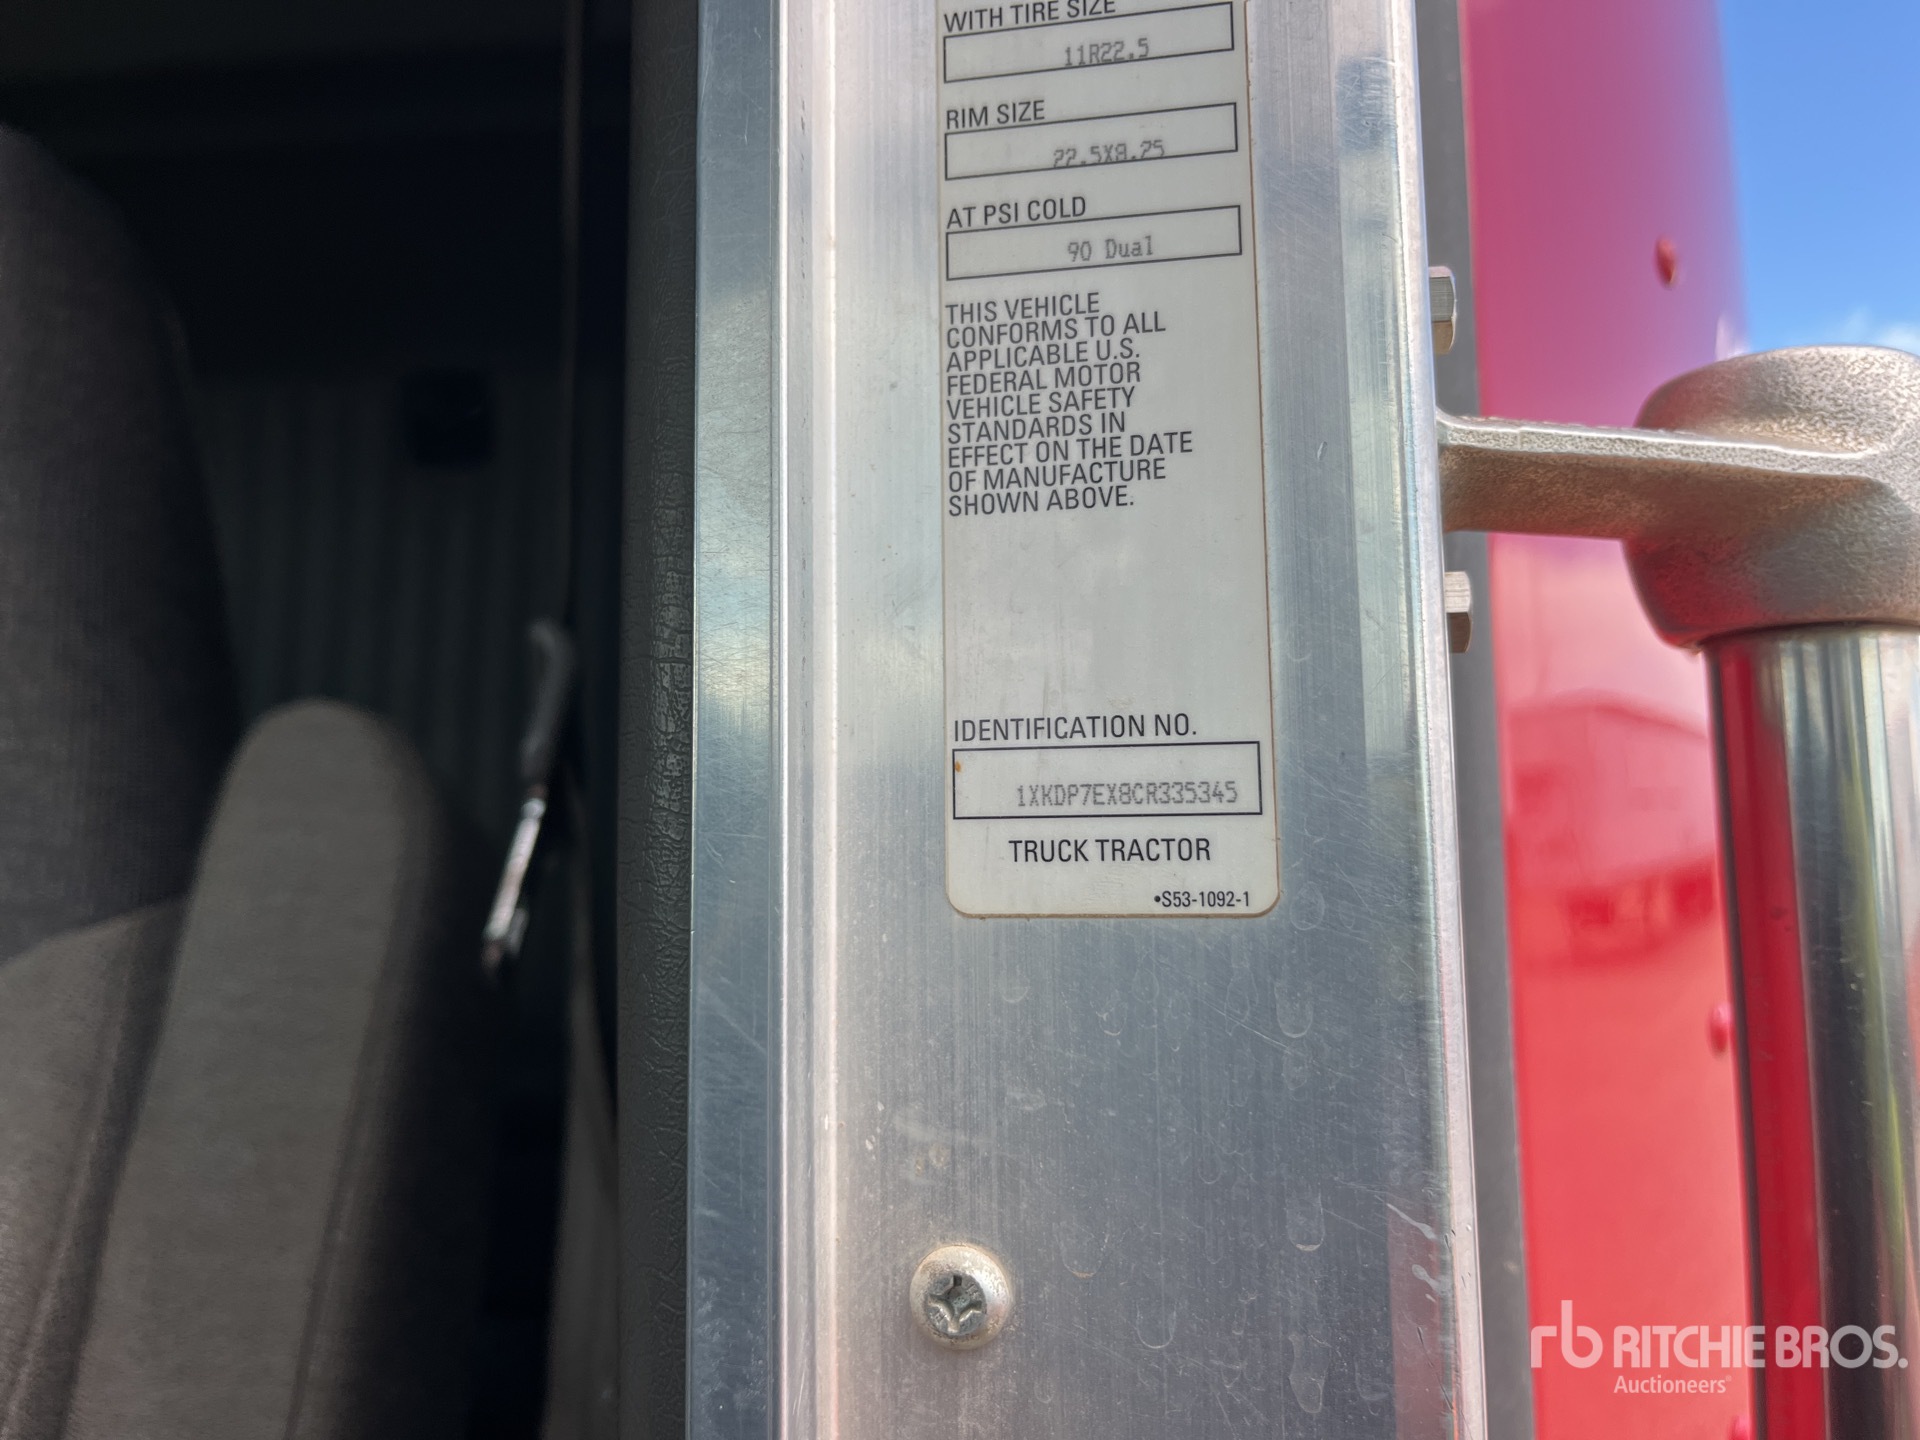 WITH TIRE SIZE
11R22.5
RIM SIZE
22.5X8.25
AT PSI COLD
90 Dual
THIS VEHICLE
CONFORMS TO ALL
APPLICABLE U.S.
FEDERAL MOTOR
VEHICLE SAFETY
STANDARDS IN
EFFECT ON THE DATE
OF MANUFACTURE
SHOWN ABOVE.
IDENTIFICATION NO.
1XKDP7EX8CR335345
TRUCK TRACTOR
•S53-1092-1
rb RITCHIE BROS.
Auctioneers